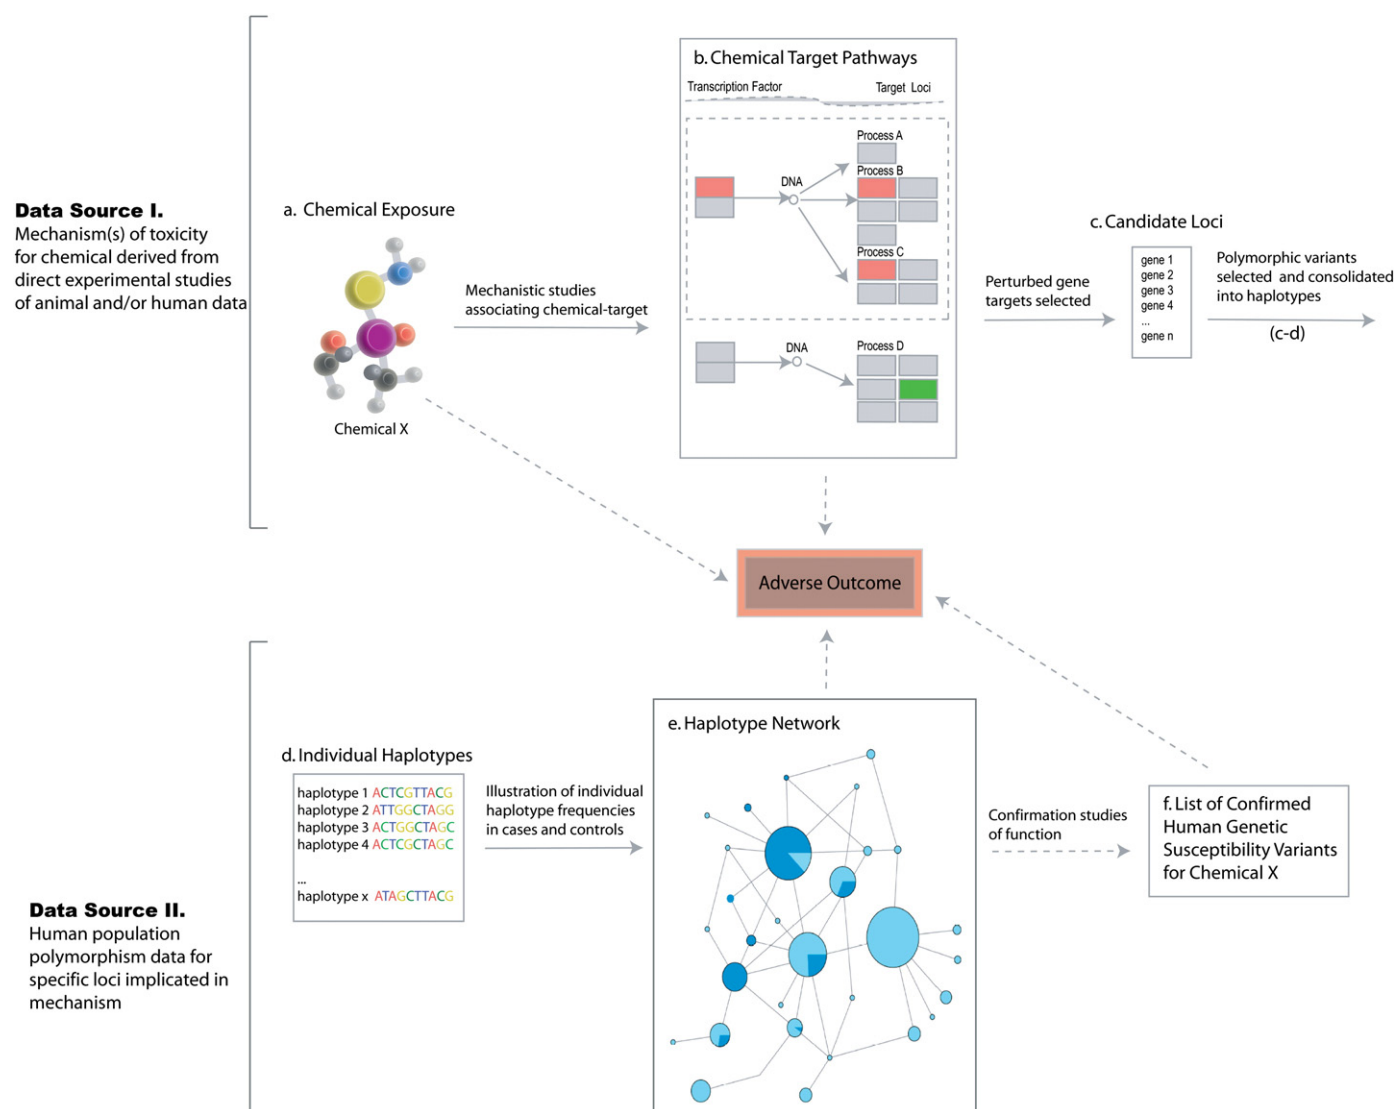 Data Source I.
Mechanism(s) of toxicity
for chemical derived from
direct experimental studies
of animal and/or human data
a. Chemical Exposure
Chemical X
Mechanistic studies
associating chemical-target
b. Chemical Target Pathways
Transcription Factor
Target Loci
Process A
DNA
Process B
Process C
DNA
Process D
Perturbed gene
targets selected
c. Candidate Loci
gene 1
gene 2
gene 3
gene 4
...
gene n
Polymorphic variants
selected and consolidated
into haplotypes
(c-d)
Adverse Outcome
Data Source II.
Human population
polymorphism data for
specific loci implicated in
mechanism
d. Individual Haplotypes
haplotype 1 ACTCGTTACG
haplotype 2 ATTGGCTAGG
haplotype 3 ACTGGCTAGC
haplotype 4 ACTCGCTAGC
...
haplotype x ATAGCTTACG
Illustration of individual
haplotype frequencies
in cases and controls
e. Haplotype Network
Confirmation studies
of function
f. List of Confirmed
Human Genetic
Susceptibility Variants
for Chemical X